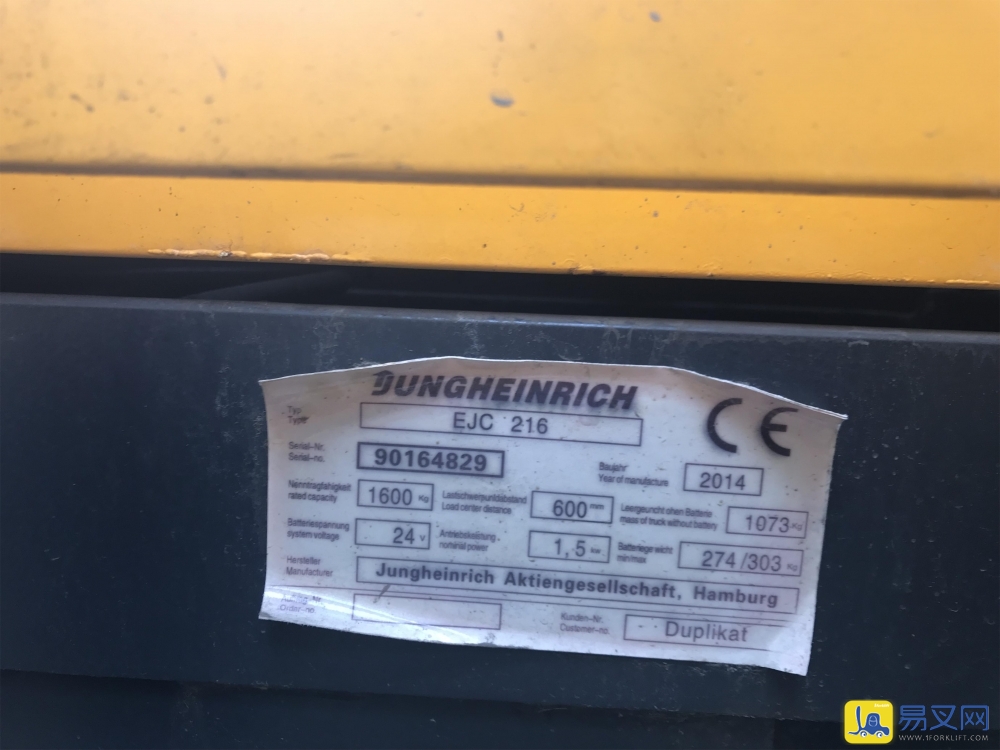 JUNGHEINRICH
CE
Typ
Type
EJC 216
Serial-Nr.
Serial-no.
90164829
Baujahr
Year of manufacture
2014
Nenntragfähigkeit
rated capacity
1600 Kg
Lastschwerpunktabstand
Load center distance
600 mm
Leergewicht ohen Batterie
mass of truck without battery
1073 Kg
Batteriespannung
system voltage
24 v
Antriebsleistung
nominal power
1,5 kw
Batteriegewicht
min/max
274/303 Kg
Hersteller
Manufacturer
Jungheinrich Aktiengesellschaft, Hamburg
Order-no.
Kunden-Nr.
Customer-no.
Duplikat
易叉网
www.1FORKLIFT.com